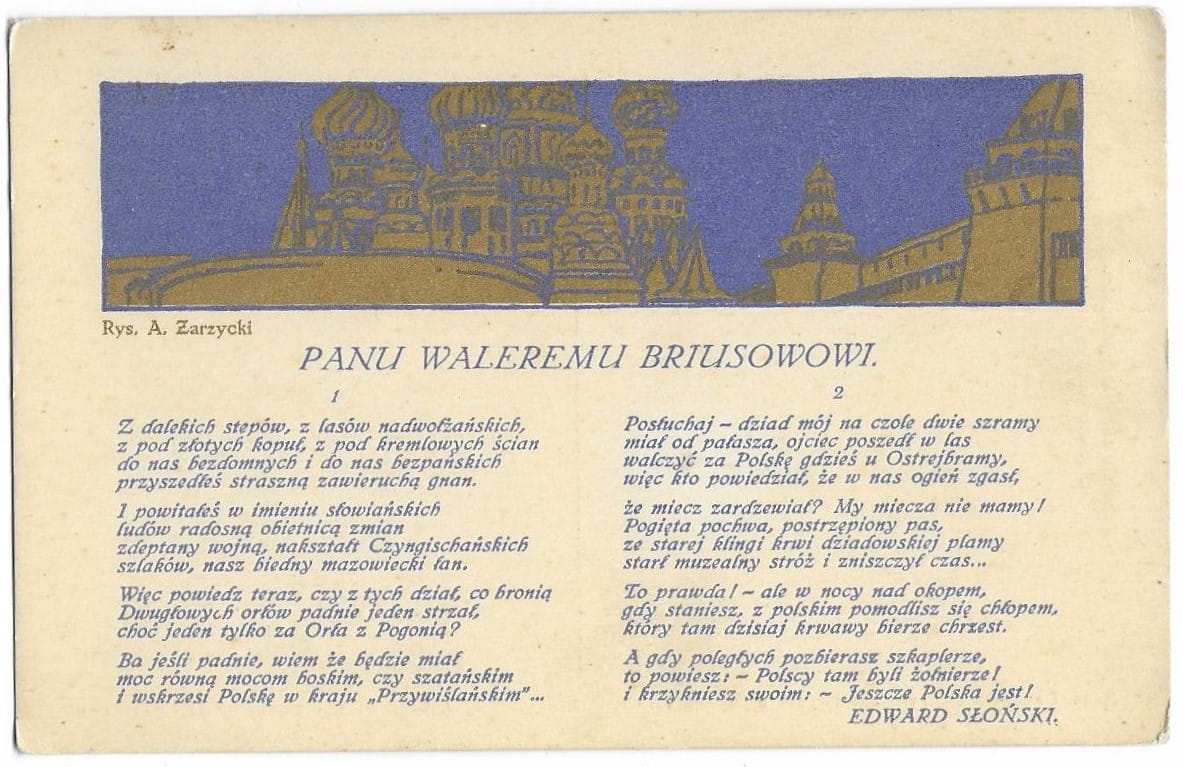 Rys. A. Zarzycki
PANU WALEREMU BRIUSOWOWI.
1
Z dalekich stepów, z lasów nadwołżańskich,
z pod złotych kopuł, z pod kremlowych ścian
do nas bezdomnych i do nas bezpańskich
przyszedłeś straszną zawieruchą gnan.
I powitałeś w imieniu słowiańskich
ludów radosną obietnicą zmian
zdeptany wojną, nakształt Czyngischańskich
szlaków, nasz biedny mazowiecki łan.
Więc powiedz teraz, czy z tych dział, co bronią
Dwugłowych orłów padnie jeden strzał,
choć jeden tylko za Orła z Pogonią?
Ba jeśli padnie, wiem że będzie miał
moc równą mocom boskim, czy szatańskim
i wskrzesi Polskę w kraju „Przywiślańskim"...
2
Posłuchaj – dziad mój na czole dwie szramy
miał od pałasza, ojciec poszedł w las
walczyć za Polskę gdzieś u Ostrejbramy,
więc kto powiedział, że w nas ogień zgasł,
że miecz zardzewiał? My miecza nie mamy!
Pogięta pochwa, postrzępiony pas,
ze starej klingi krwi dziadowskiej plamy
starł muzealny stróż i zniszczył czas...
To prawda! – ale w nocy nad okopem,
gdy staniesz, z polskim pomodlisz się chłopem,
który tam dzisiaj krwawy bierze chrzest.
A gdy poległych pozbierasz szkaplerze,
to powiesz: – Polscy tam byli żołnierze!
i krzykniesz swoim: – Jeszcze Polska jest!
EDWARD SŁOŃSKI.